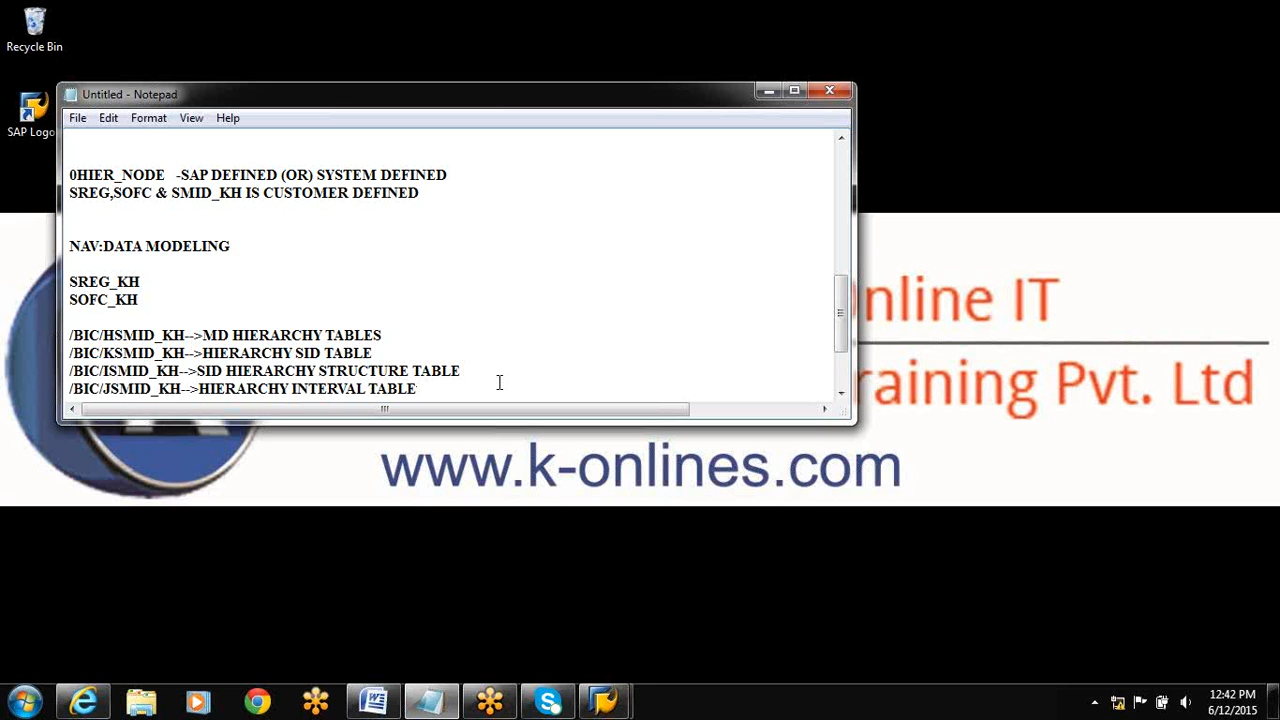 Recycle Bin
SAP Logo
Untitled - Notepad
File Edit Format View Help
0HIER_NODE -SAP DEFINED (OR) SYSTEM DEFINED
SREG,SOFC & SMID_KH IS CUSTOMER DEFINED
NAV:DATA MODELING
SREG_KH
SOFC_KH
/BIC/HSMID_KH-->MD HIERARCHY TABLES
/BIC/KSMID_KH-->HIERARCHY SID TABLE
/BIC/ISMID_KH-->SID HIERARCHY STRUCTURE TABLE
/BIC/JSMID_KH-->HIERARCHY INTERVAL TABLE
nline IT
raining Pvt. Ltd
www.k-onlines.com
12:42 PM
6/12/2015